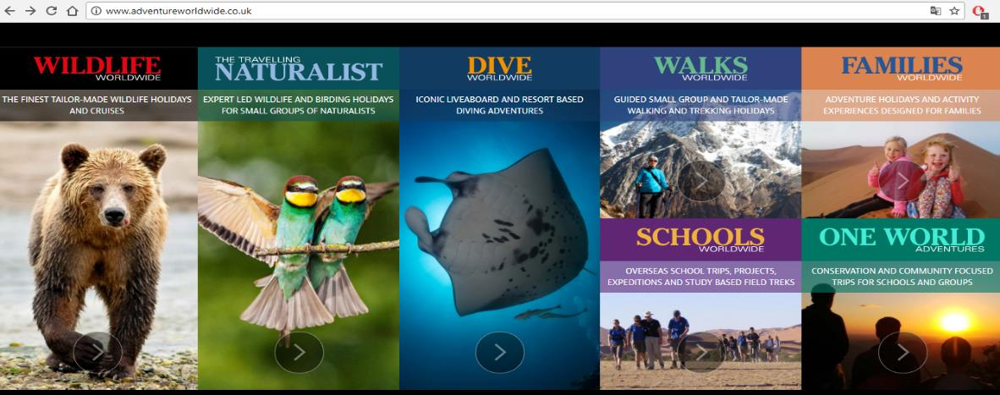 www.adventureworldwide.co.uk
1
WILDLIFE
WORLDWIDE
THE FINEST TAILOR-MADE WILDLIFE HOLIDAYS
AND CRUISES
THE TRAVELLING
NATURALIST
EXPERT LED WILDLIFE AND BIRDING HOLIDAYS
FOR SMALL GROUPS OF NATURALISTS
DIVE
WORLDWIDE
ICONIC LIVEABOARD AND RESORT BASED
DIVING ADVENTURES
WALKS
WORLDWIDE
GUIDED SMALL GROUP AND TAILOR-MADE
WALKING AND TREKKING HOLIDAYS
FAMILIES
WORLDWIDE
ADVENTURE HOLIDAYS AND ACTIVITY
EXPERIENCES DESIGNED FOR FAMILIES
SCHOOLS
WORLDWIDE
OVERSEAS SCHOOL TRIPS, PROJECTS,
EXPEDITIONS AND STUDY BASED FIELD TREKS
ONE WORLD
ADVENTURES
CONSERVATION AND COMMUNITY FOCUSED
TRIPS FOR SCHOOLS AND GROUPS